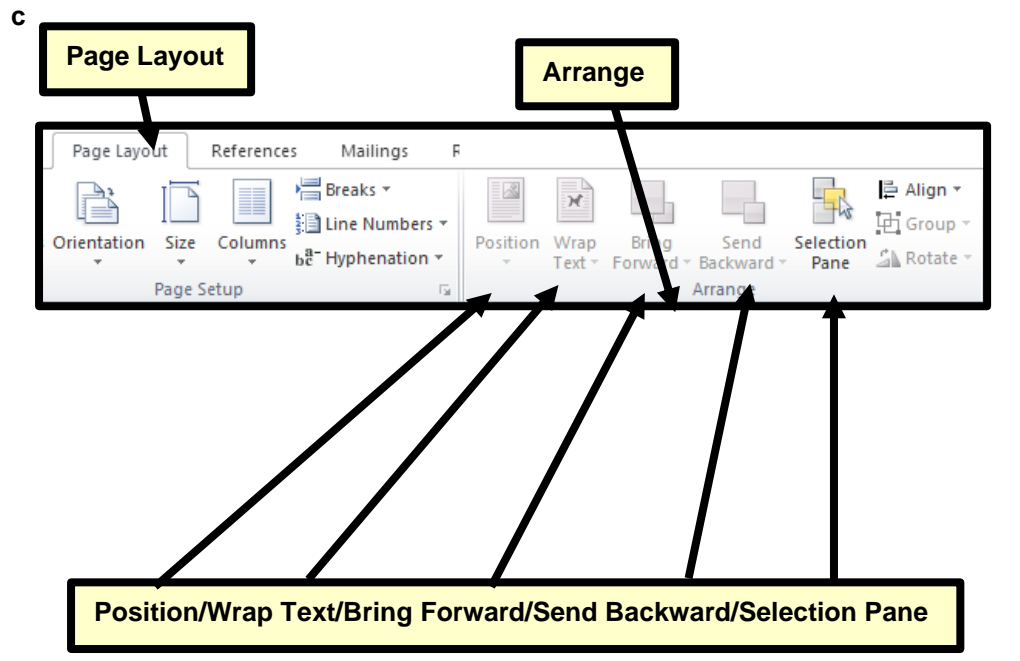 c
Page Layout
Arrange
Page Layout References Mailings
Breaks
Line Numbers
Hyphenation
Orientation Size Columns
Page Setup
Position Wrap Text Bring Forward Send Backward Selection Pane
Align
Group
Rotate
Arrange
Position/Wrap Text/Bring Forward/Send Backward/Selection Pane